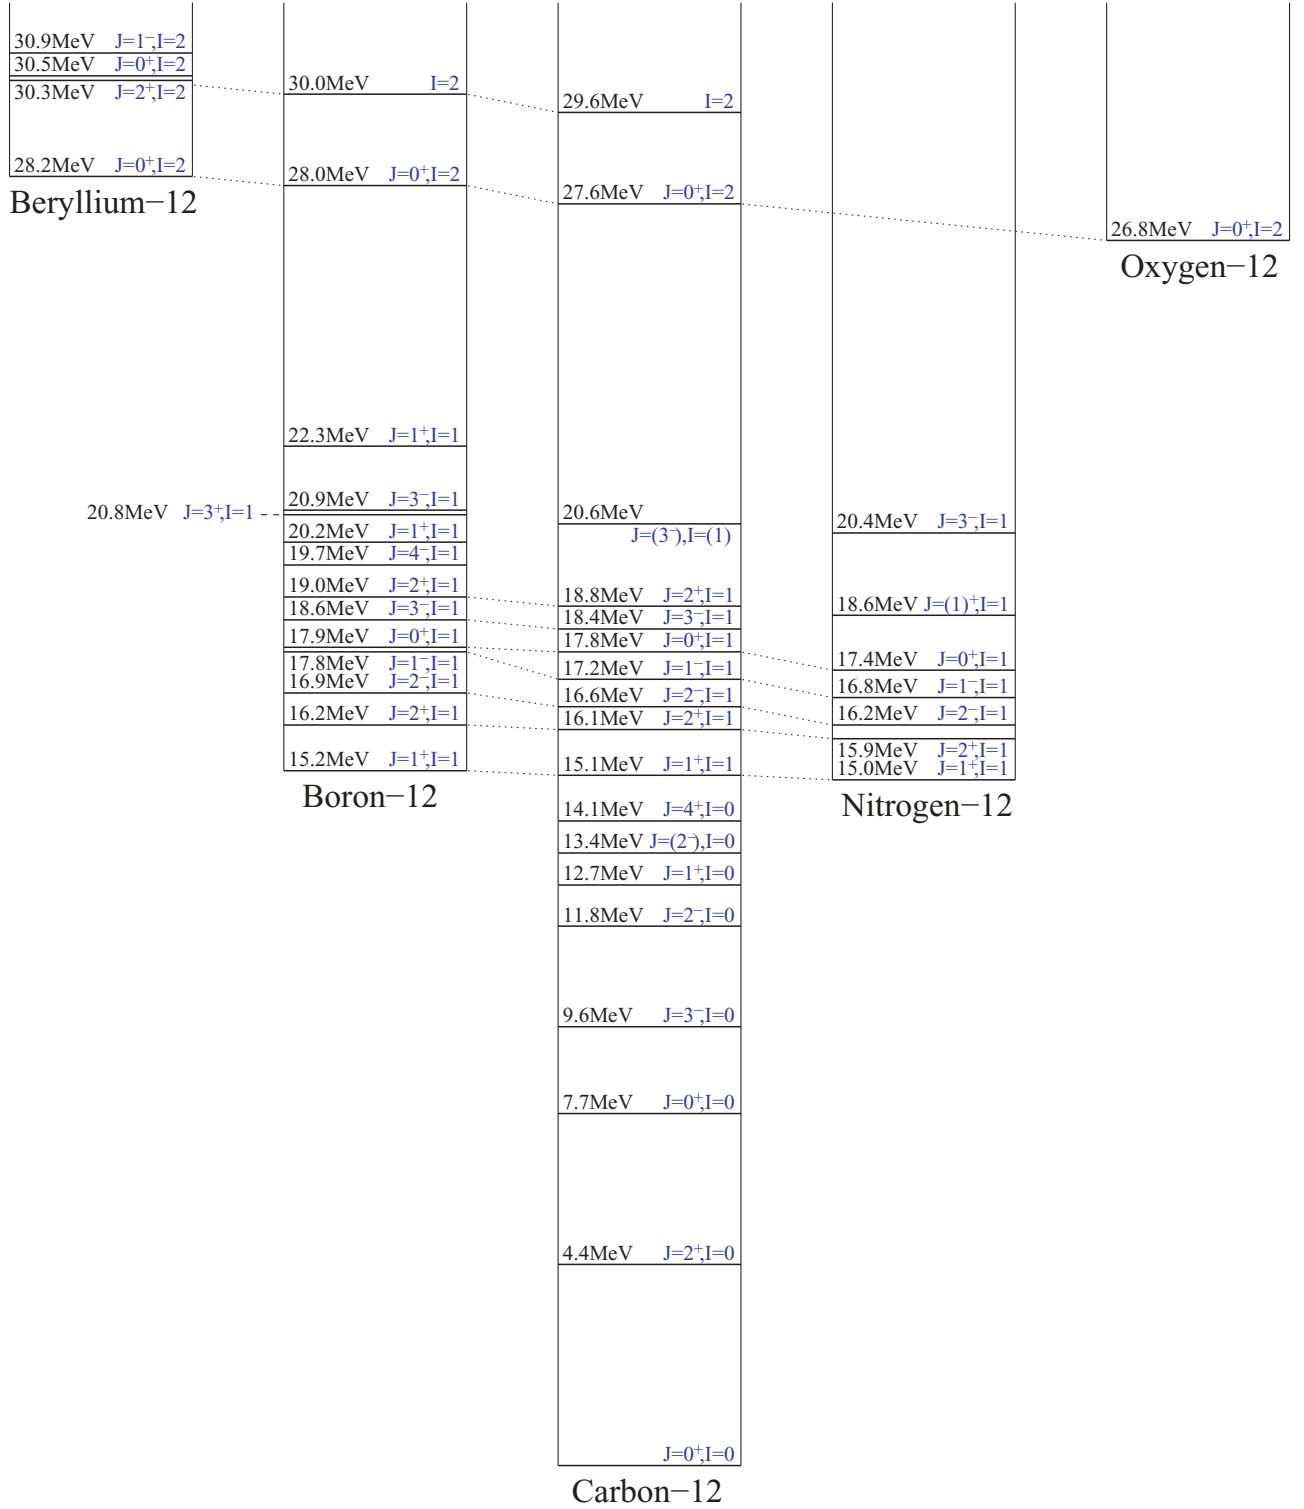 30.9MeV J=1⁻,I=2
30.5MeV J=0⁺,I=2
30.3MeV J=2⁺,I=2
28.2MeV J=0⁺,I=2
Beryllium−12
30.0MeV I=2
28.0MeV J=0⁺,I=2
22.3MeV J=1⁺,I=1
20.9MeV J=3⁻,I=1
20.8MeV J=3⁺,I=1
20.2MeV J=1⁺,I=1
19.7MeV J=4⁻,I=1
19.0MeV J=2⁺,I=1
18.6MeV J=3⁻,I=1
17.9MeV J=0⁺,I=1
17.8MeV J=1⁻,I=1
16.9MeV J=2⁻,I=1
16.2MeV J=2⁺,I=1
15.2MeV J=1⁺,I=1
Boron−12
29.6MeV I=2
27.6MeV J=0⁺,I=2
20.6MeV
J=(3⁻),I=(1)
18.8MeV J=2⁺,I=1
18.4MeV J=3⁻,I=1
17.8MeV J=0⁺,I=1
17.2MeV J=1⁻,I=1
16.6MeV J=2⁻,I=1
16.1MeV J=2⁺,I=1
15.1MeV J=1⁺,I=1
14.1MeV J=4⁺,I=0
13.4MeV J=(2⁻),I=0
12.7MeV J=1⁺,I=0
11.8MeV J=2⁻,I=0
9.6MeV J=3⁻,I=0
7.7MeV J=0⁺,I=0
4.4MeV J=2⁺,I=0
J=0⁺,I=0
Carbon−12
20.4MeV J=3⁻,I=1
18.6MeV J=(1)⁺,I=1
17.4MeV J=0⁺,I=1
16.8MeV J=1⁻,I=1
16.2MeV J=2⁻,I=1
15.9MeV J=2⁺,I=1
15.0MeV J=1⁺,I=1
Nitrogen−12
26.8MeV J=0⁺,I=2
Oxygen−12